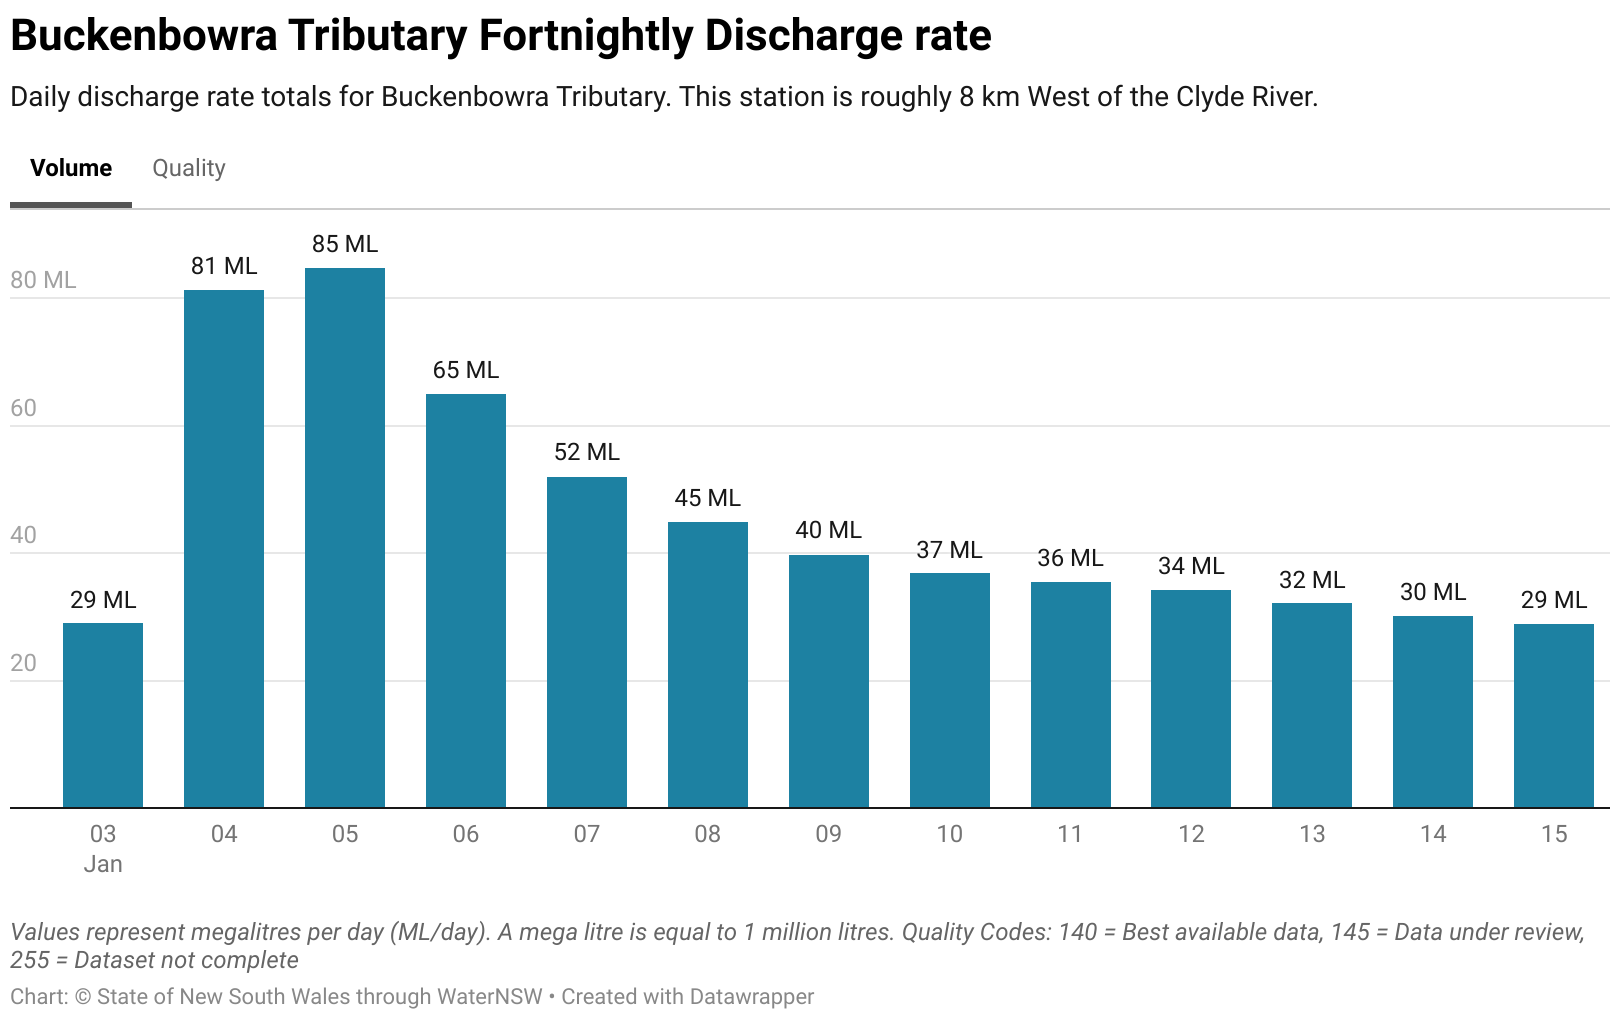 Buckenbowra Tributary Fortnightly Discharge rate
Daily discharge rate totals for Buckenbowra Tributary. This station is roughly 8 km West of the Clyde River.
Volume Quality
85 ML
81 ML
80 ML
65 ML
60
52 ML
45 ML
40 ML
40
37 ML
36 ML
34 ML
32 ML
30 ML
29 ML
29 ML
20
03 04 05 06 07 08 09 10 11 12 13 14 15
Jan
Values represent megalitres per day (ML/day). A mega litre is equal to 1 million litres. Quality Codes: 140 = Best available data, 145 = Data under review,
255 = Dataset not complete
Chart: © State of New South Wales through WaterNSW • Created with Datawrapper